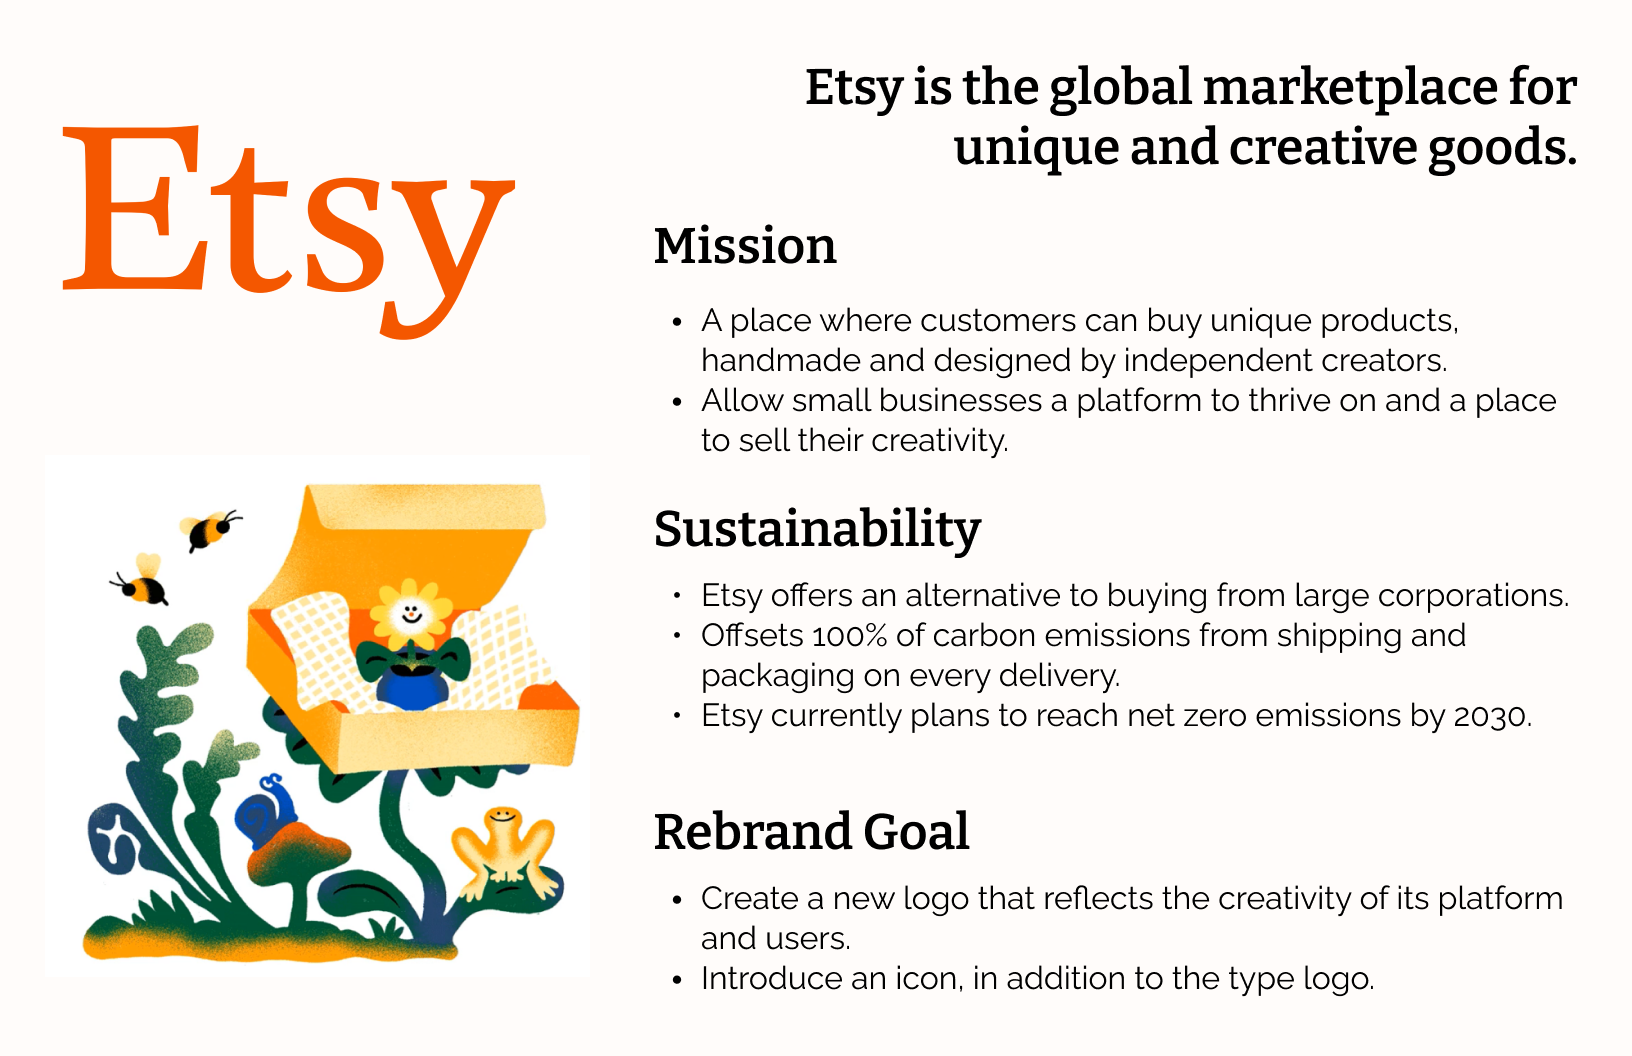 Etsy
Etsy is the global marketplace for
unique and creative goods.
Mission
• A place where customers can buy unique products,
handmade and designed by independent creators.
• Allow small businesses a platform to thrive on and a place
to sell their creativity.
Sustainability
• Etsy offers an alternative to buying from large corporations.
• Offsets 100% of carbon emissions from shipping and
packaging on every delivery.
• Etsy currently plans to reach net zero emissions by 2030.
Rebrand Goal
• Create a new logo that reflects the creativity of its platform
and users.
• Introduce an icon, in addition to the type logo.